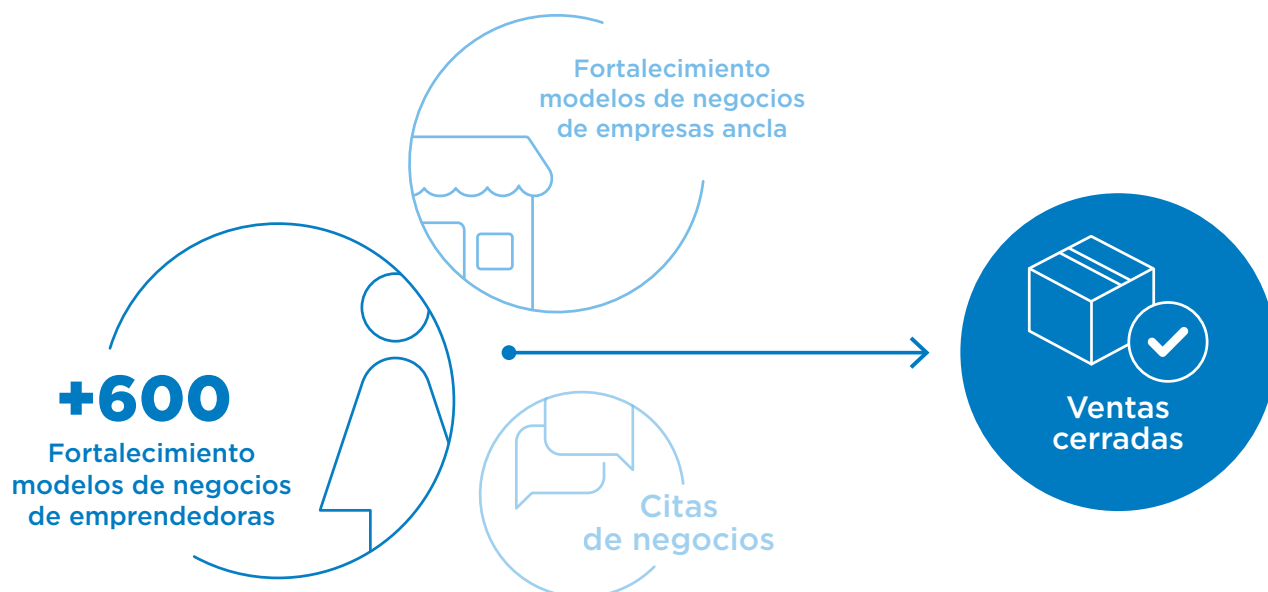 Fortalecimiento
modelos de negocios
de empresas ancla
+600
Fortalecimiento
modelos de negocios
de emprendedoras
Citas
de negocios
Ventas
cerradas